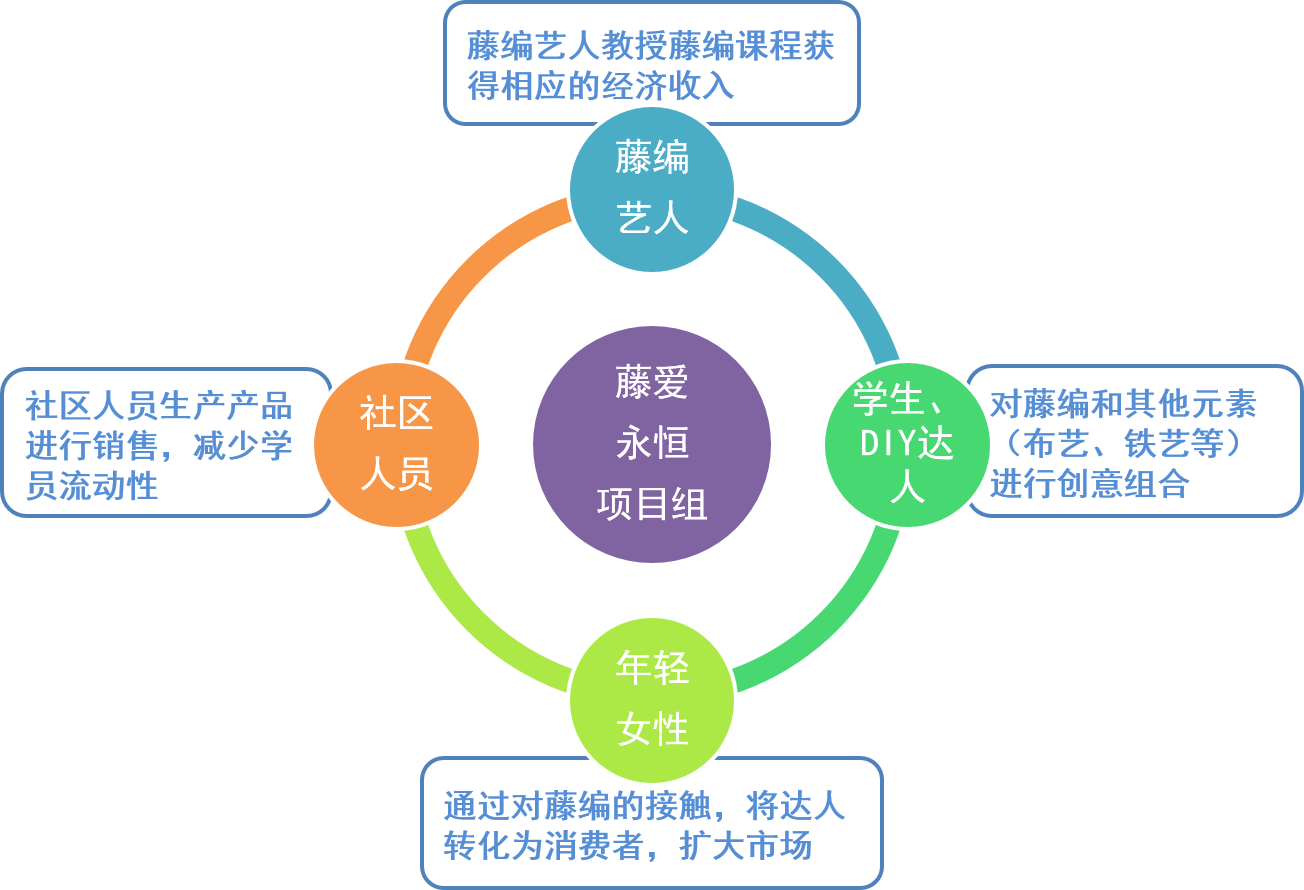 藤编艺人教授藤编课程获
得相应的经济收入
藤编
艺人
社区人员生产产品
进行销售，减少学
员流动性
社区
人员
藤爱
永恒
项目组
学生、
DIY达
人
对藤编和其他元素
（布艺、铁艺等）
进行创意组合
年轻
女性
通过对藤编的接触，将达人
转化为消费者，扩大市场